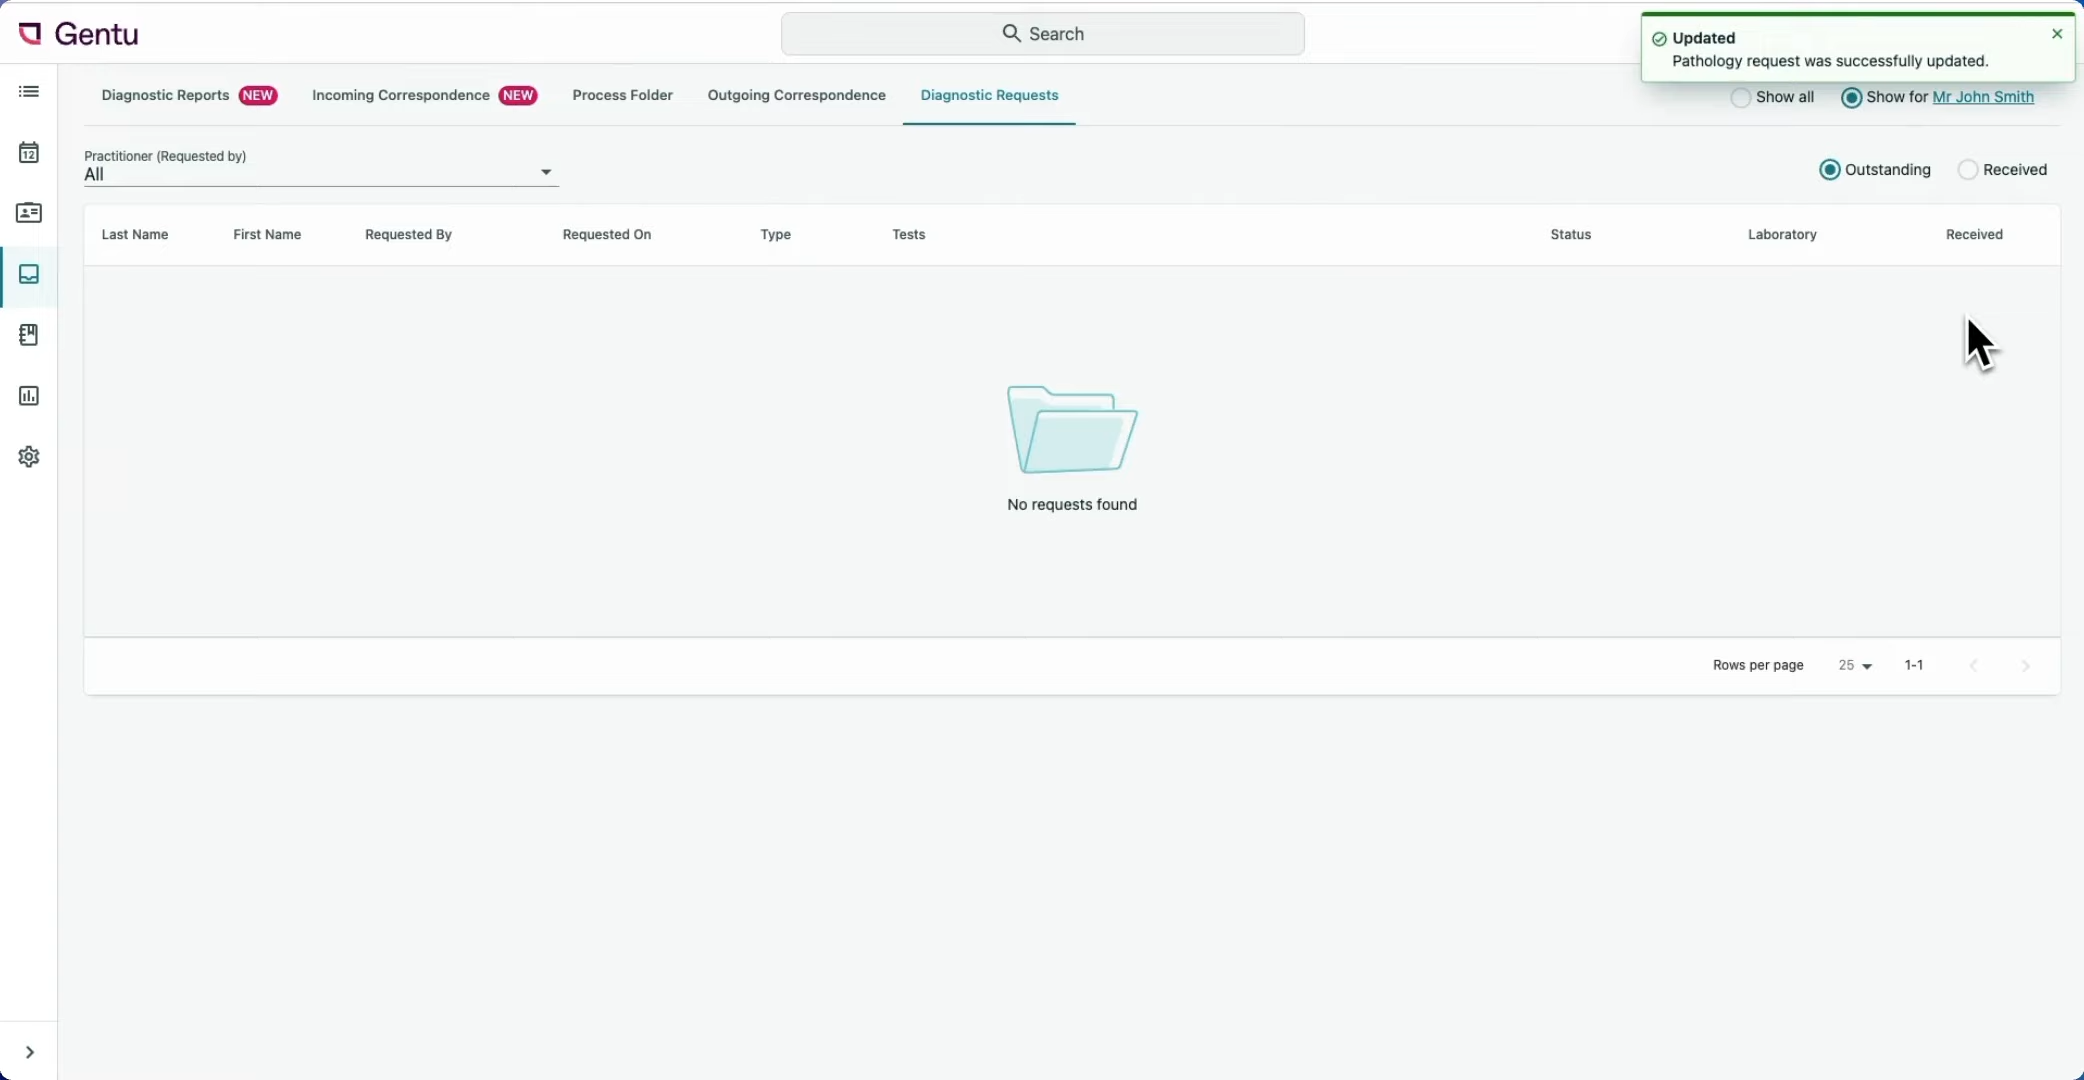 Gentu
Search
Updated
Pathology request was successfully updated.
Diagnostic Reports NEW Incoming Correspondence NEW Process Folder Outgoing Correspondence Diagnostic Requests
Show all Show for Mr John Smith
Practitioner (Requested by)
All
Outstanding Received
12
Last Name First Name Requested By Requested On Type Tests Status Laboratory Received
No requests found
Rows per page 25 1-1